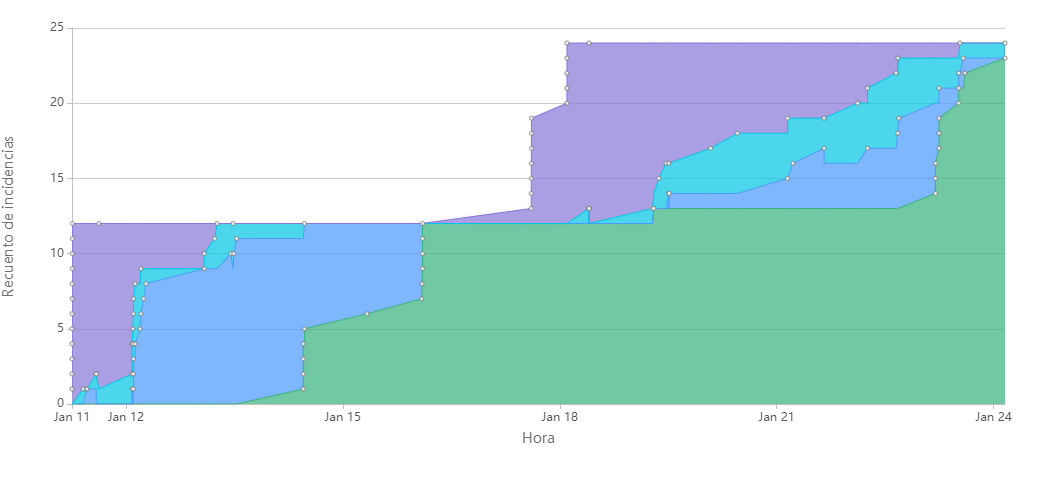 25
20
15
10
5
0
Recuento de incidencias
Jan 11
Jan 12
Jan 15
Jan 18
Jan 21
Jan 24
Hora